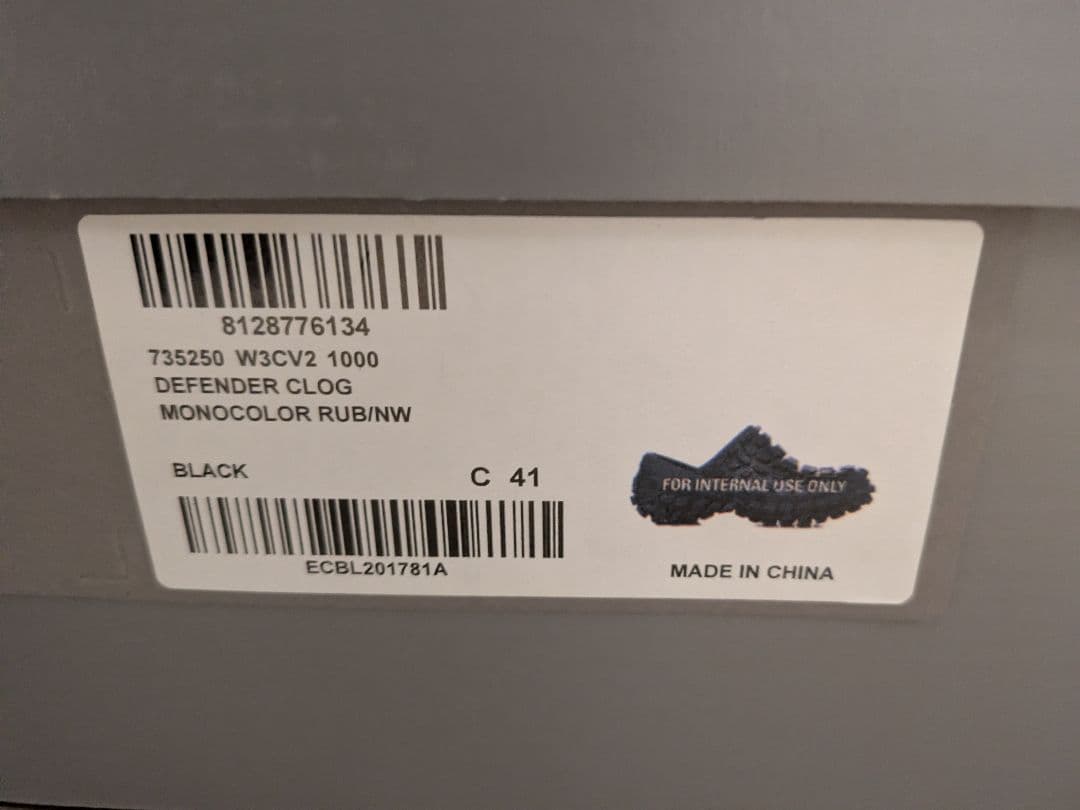 8128776134
735250 W3CV2 1000
DEFENDER CLOG
MONOCOLOR RUB/NW
BLACK
C 41
ECBL201781A
FOR INTERNAL USE ONLY
MADE IN CHINA